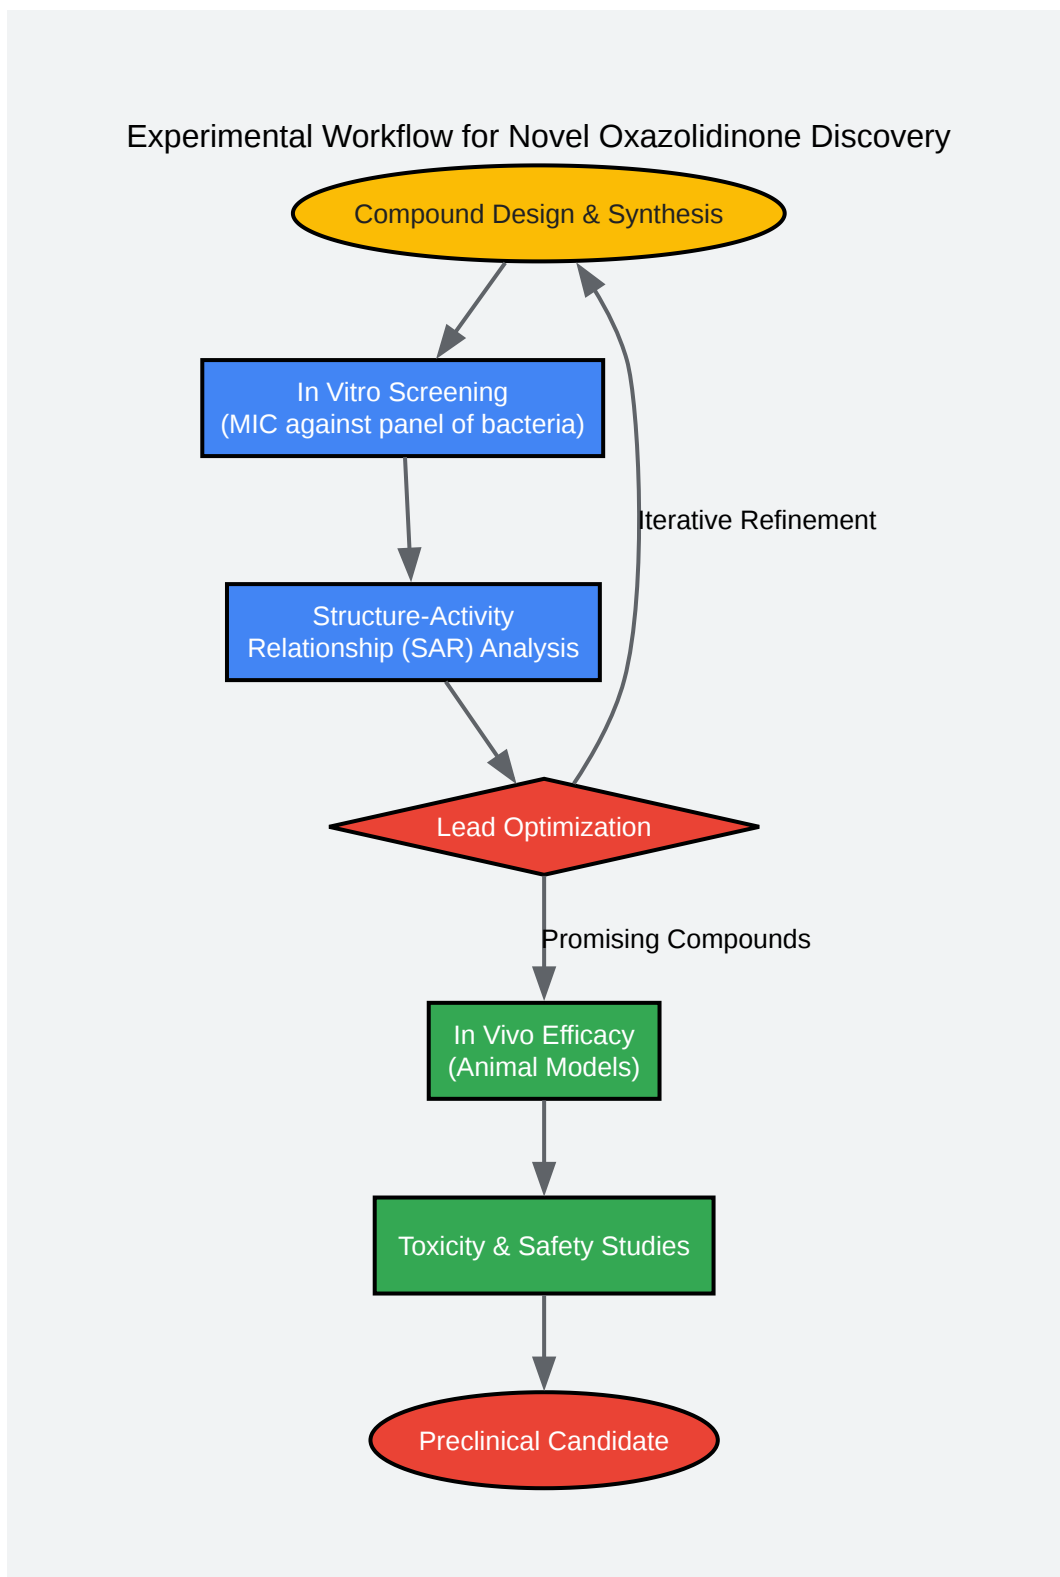 Experimental Workflow for Novel Oxazolidinone Discovery
Compound Design & Synthesis
In Vitro Screening
(MIC against panel of bacteria)
Iterative Refinement
Structure-Activity
Relationship (SAR) Analysis
Lead Optimization
Promising Compounds
In Vivo Efficacy
(Animal Models)
Toxicity & Safety Studies
Preclinical Candidate